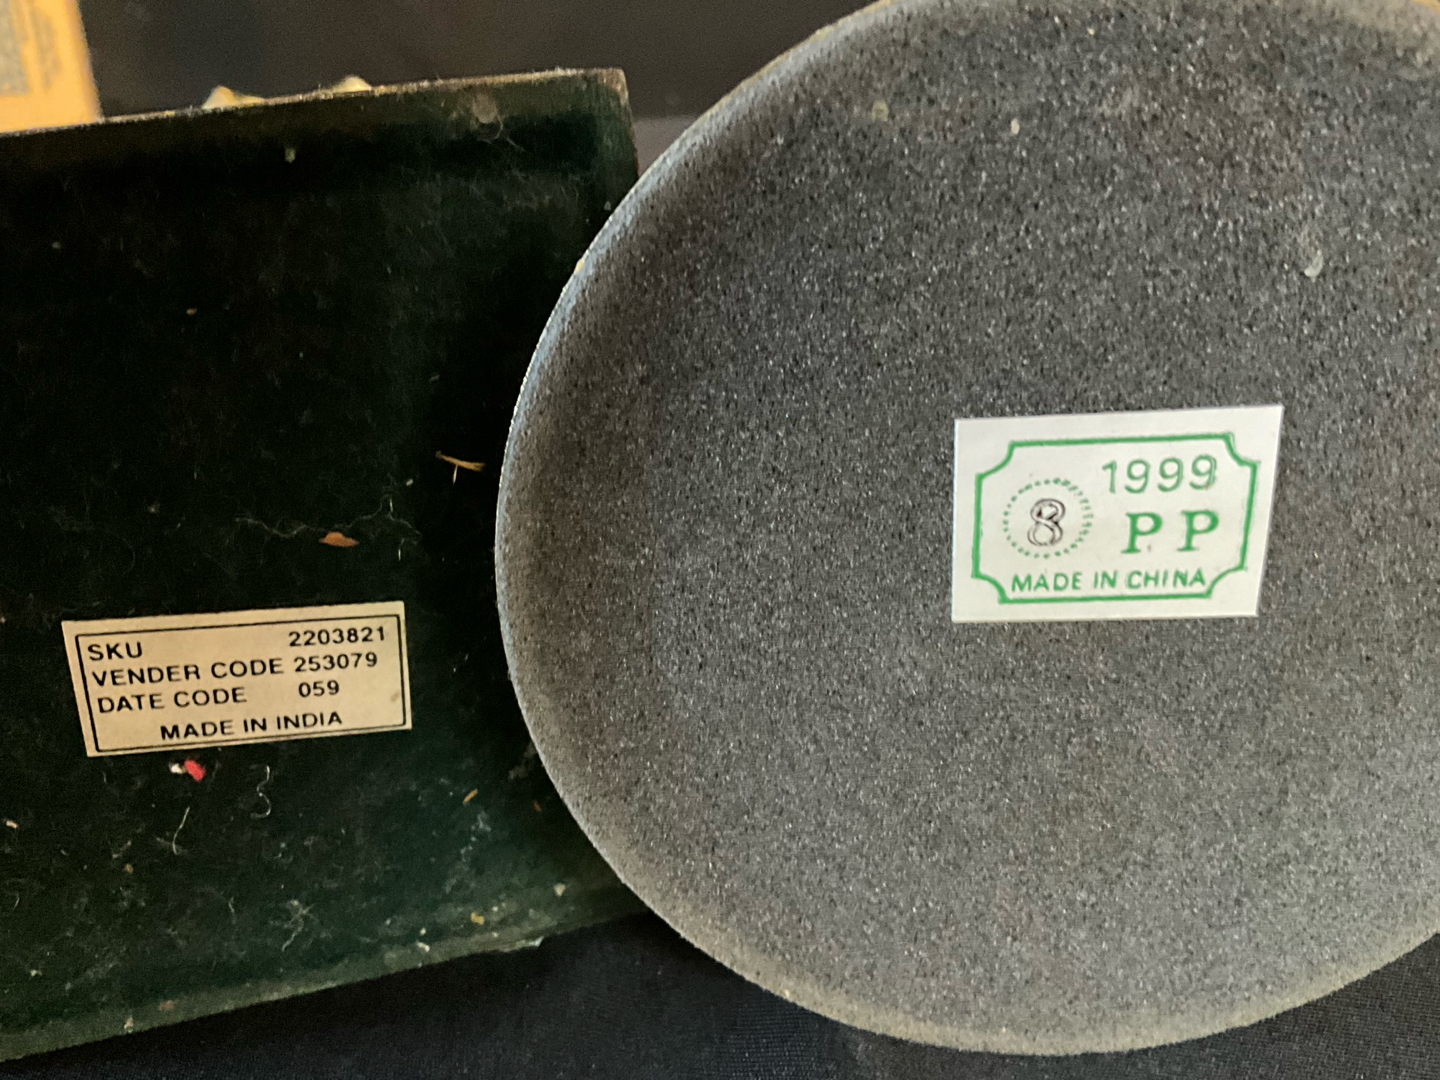 SKU 2203821
VENDER CODE 253079
DATE CODE 059
MADE IN INDIA
1999
8 PP
MADE IN CHINA